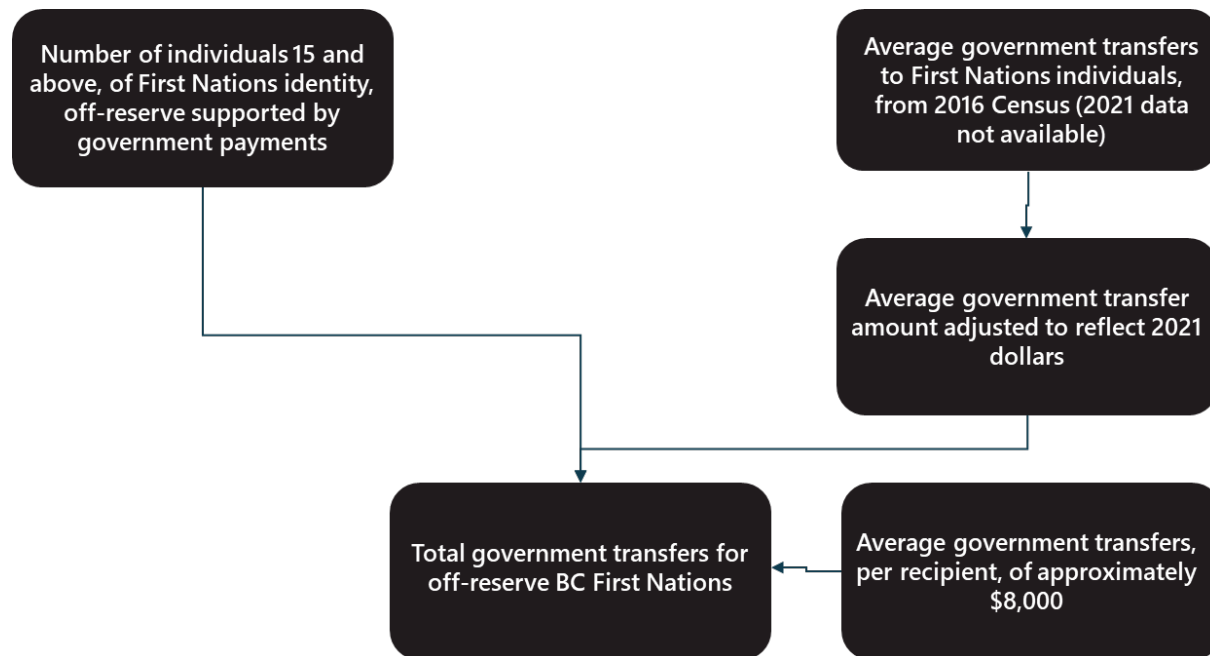 Number of individuals 15 and
above, of First Nations identity,
off-reserve supported by
government payments
Average government transfers
to First Nations individuals,
from 2016 Census (2021 data
not available)
Average government transfer
amount adjusted to reflect 2021
dollars
Total government transfers for
off-reserve BC First Nations
Average government transfers,
per recipient, of approximately
$8,000